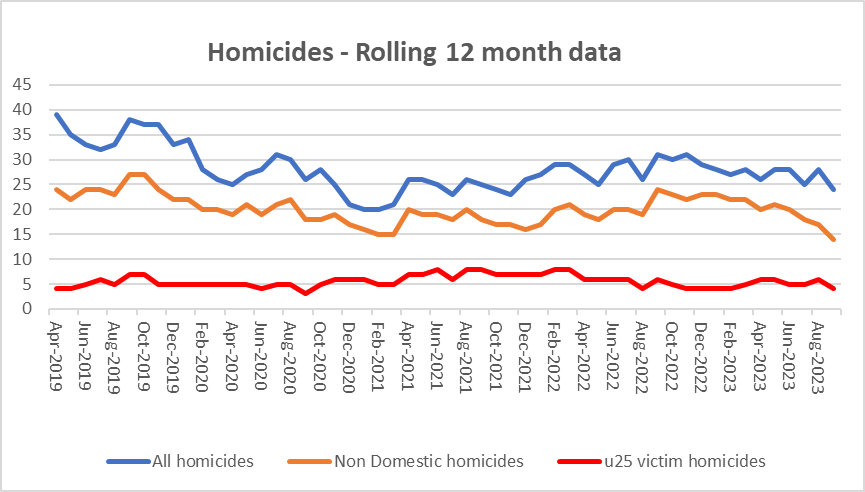 Homicides - Rolling 12 month data
45
40
35
30
25
20
15
10
5
0
Apr-2019
Jun-2019
Aug-2019
Oct-2019
Dec-2019
Feb-2020
Apr-2020
Jun-2020
Aug-2020
Oct-2020
Dec-2020
Feb-2021
Apr-2021
Jun-2021
Aug-2021
Oct-2021
Dec-2021
Feb-2022
Apr-2022
Jun-2022
Aug-2022
Oct-2022
Dec-2022
Feb-2023
Apr-2023
Jun-2023
Aug-2023
All homicides
Non Domestic homicides
u25 victim homicides